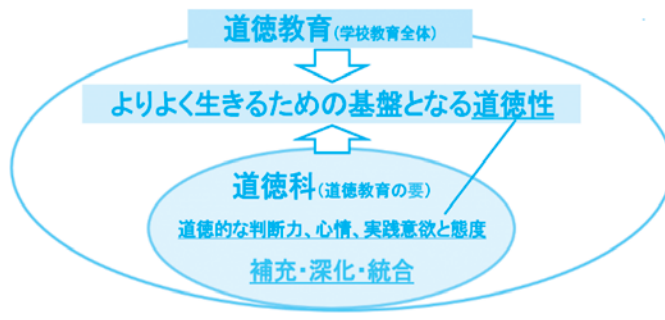 道徳教育(学校教育全体)
よりよく生きるための基盤となる道徳性
道徳科(道徳教育の要)
道徳的な判断力、心情、実践意欲と態度
補充・深化・統合